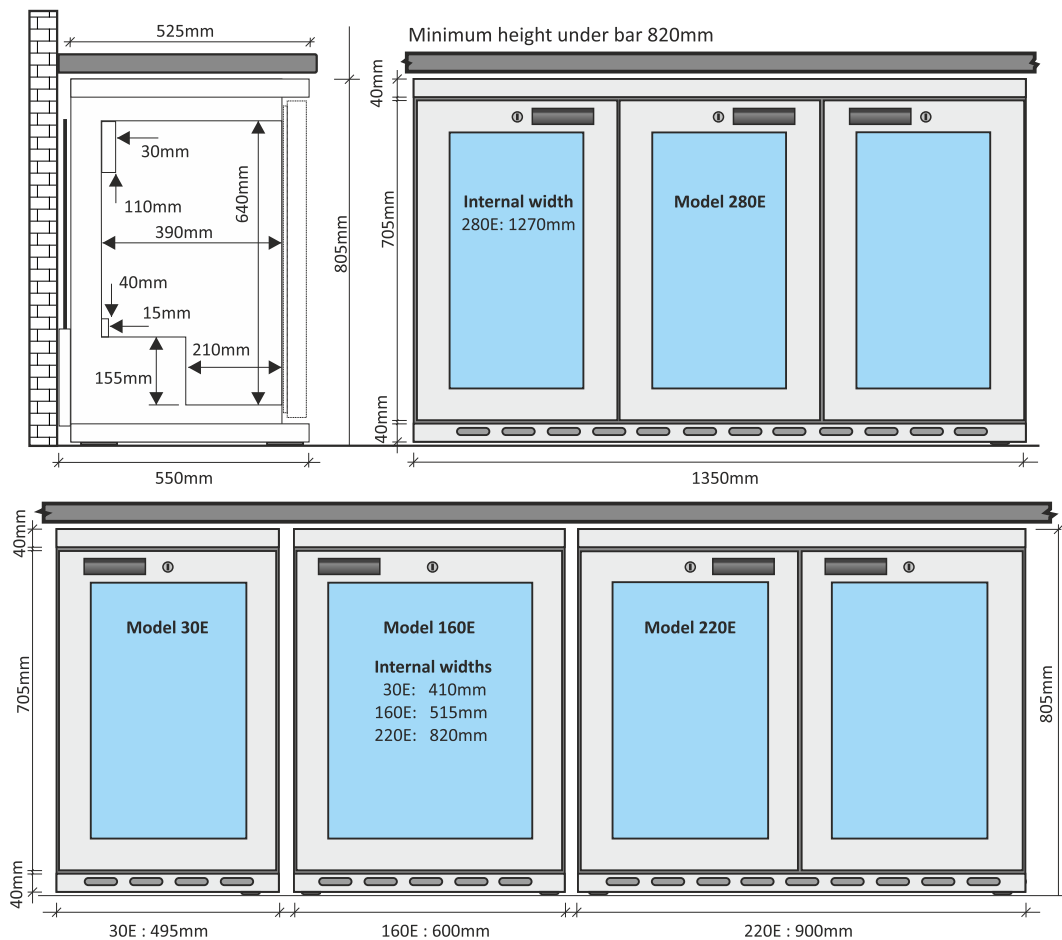 525mm
Minimum height under bar 820mm
30mm
110mm
390mm
640mm
40mm
15mm
210mm
155mm
805mm
550mm
40mm
705mm
40mm
Internal width
280E: 1270mm
Model 280E
1350mm
40mm
705mm
40mm
Model 30E
Model 160E
Internal widths
30E: 410mm
160E: 515mm
220E: 820mm
Model 220E
805mm
30E : 495mm
160E : 600mm
220E : 900mm